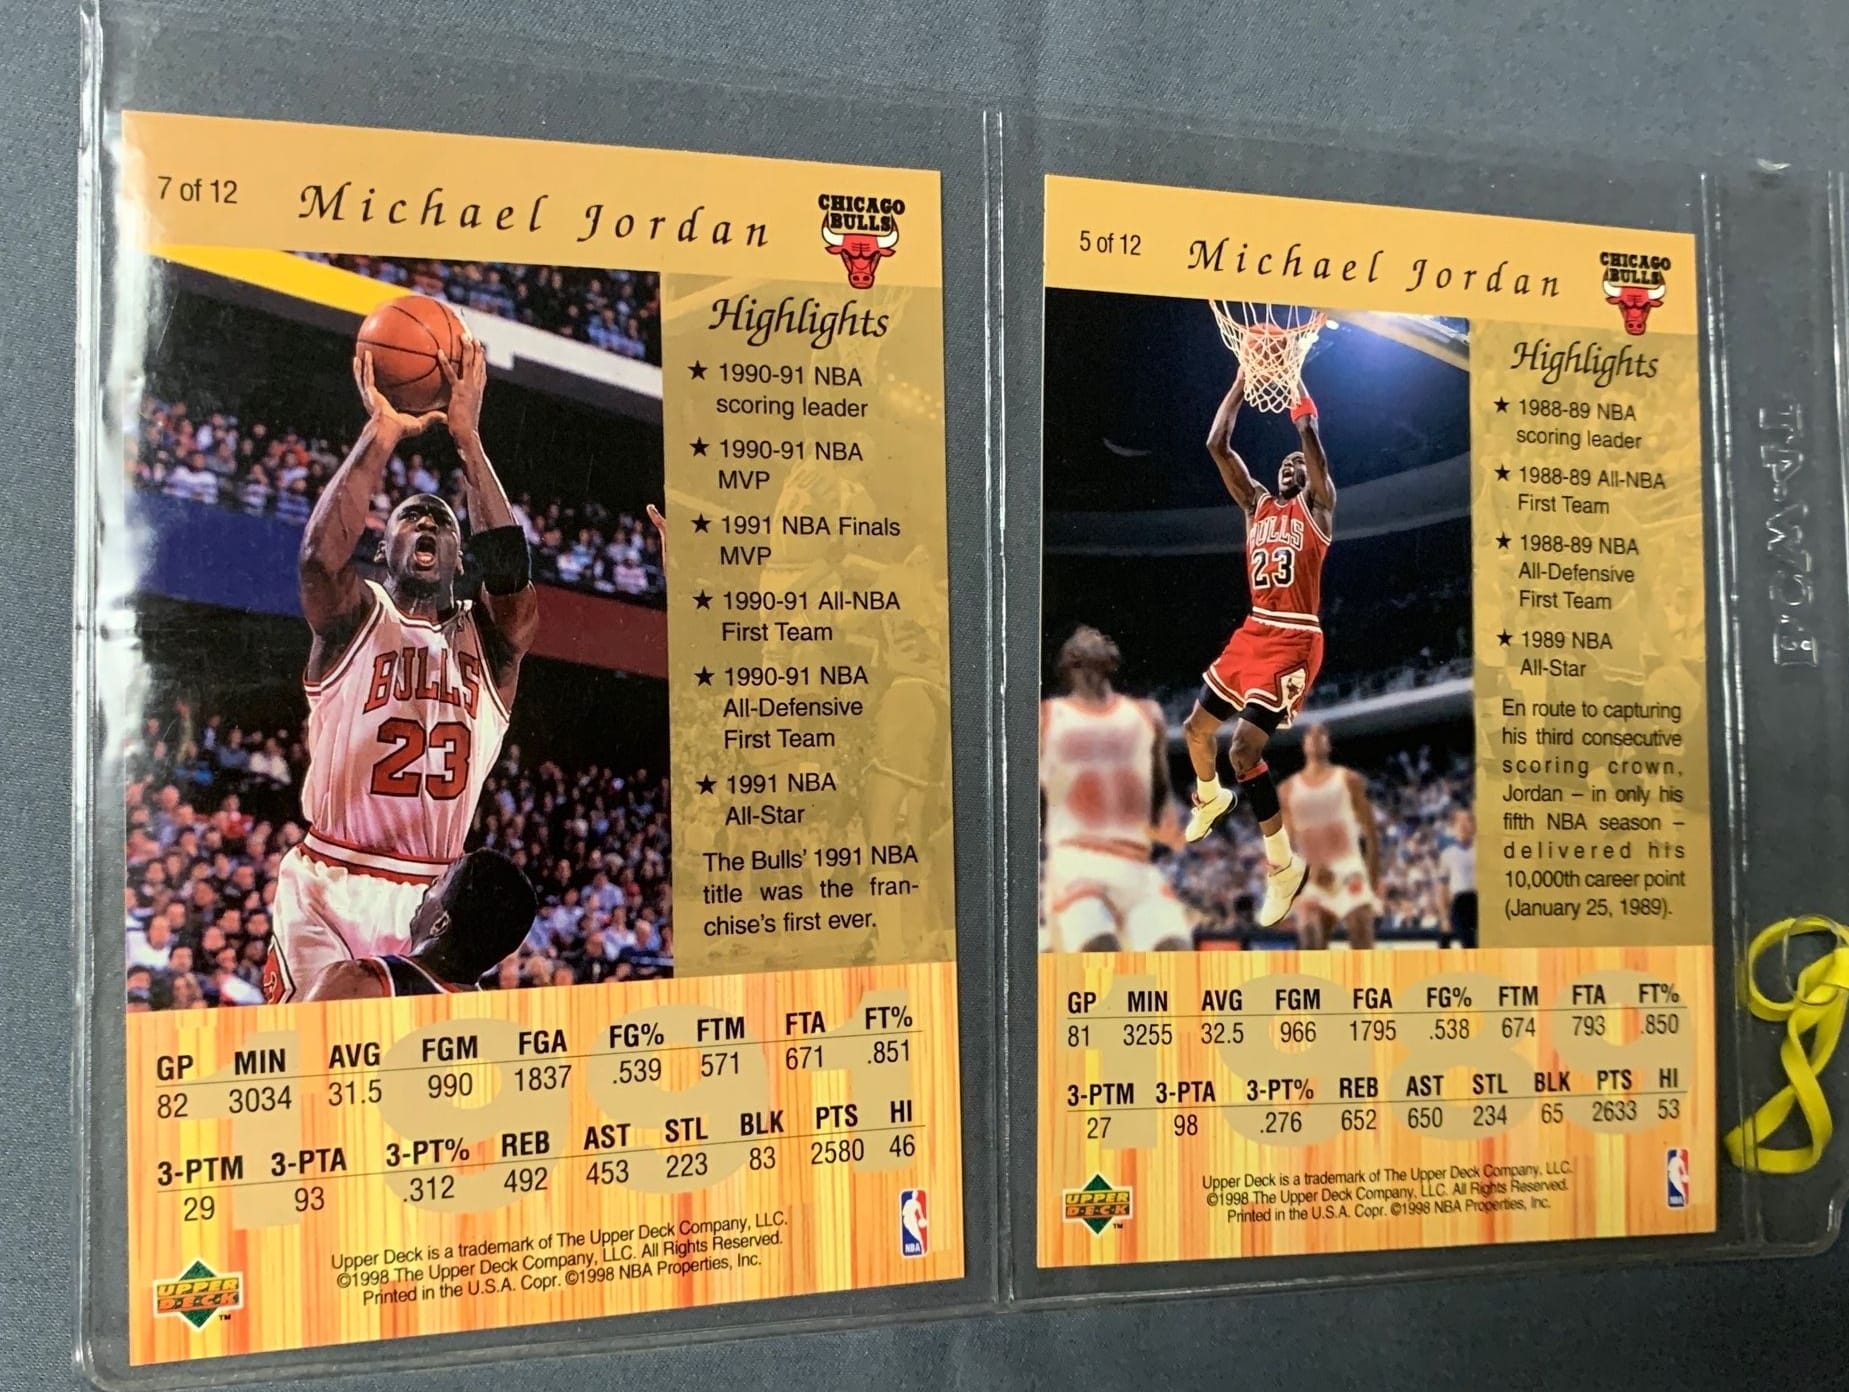 7 of 12
Michael Jordan
CHICAGO
BULLS
Highlights
★ 1990-91 NBA
scoring leader
★ 1990-91 NBA
MVP
★ 1991 NBA Finals
MVP
★ 1990-91 All-NBA
First Team
★ 1990-91 NBA
All-Defensive
First Team
★ 1991 NBA
All-Star
The Bulls' 1991 NBA
title was the fran-
chise's first ever.
BULLS
23
1991
GP MIN AVG FGM FGA FG% FTM FTA FT%
82 3034 31.5 990 1837 .539 571 671 .851
3-PTM 3-PTA 3-PT% REB AST STL BLK PTS HI
29 93 .312 492 453 223 83 2580 46
Upper Deck is a trademark of The Upper Deck Company, LLC.
©1998 The Upper Deck Company, LLC. All Rights Reserved.
Printed in the U.S.A. Copr. ©1998 NBA Properties, Inc.
UPPER
DECK
TM
NBA
5 of 12
Michael Jordan
CHICAGO
BULLS
Highlights
★ 1988-89 NBA
scoring leader
★ 1988-89 All-NBA
First Team
★ 1988-89 NBA
All-Defensive
First Team
★ 1989 NBA
All-Star
En route to capturing
his third consecutive
scoring crown,
Jordan – in only his
fifth NBA season –
delivered his
10,000th career point
(January 25, 1989).
BULLS
23
1989
GP MIN AVG FGM FGA FG% FTM FTA FT%
81 3255 32.5 966 1795 .538 674 793 .850
3-PTM 3-PTA 3-PT% REB AST STL BLK PTS HI
27 98 .276 652 650 234 65 2633 53
Upper Deck is a trademark of The Upper Deck Company, LLC.
©1998 The Upper Deck Company, LLC. All Rights Reserved.
Printed in the U.S.A. Copr. ©1998 NBA Properties, Inc.
UPPER
DECK
TM